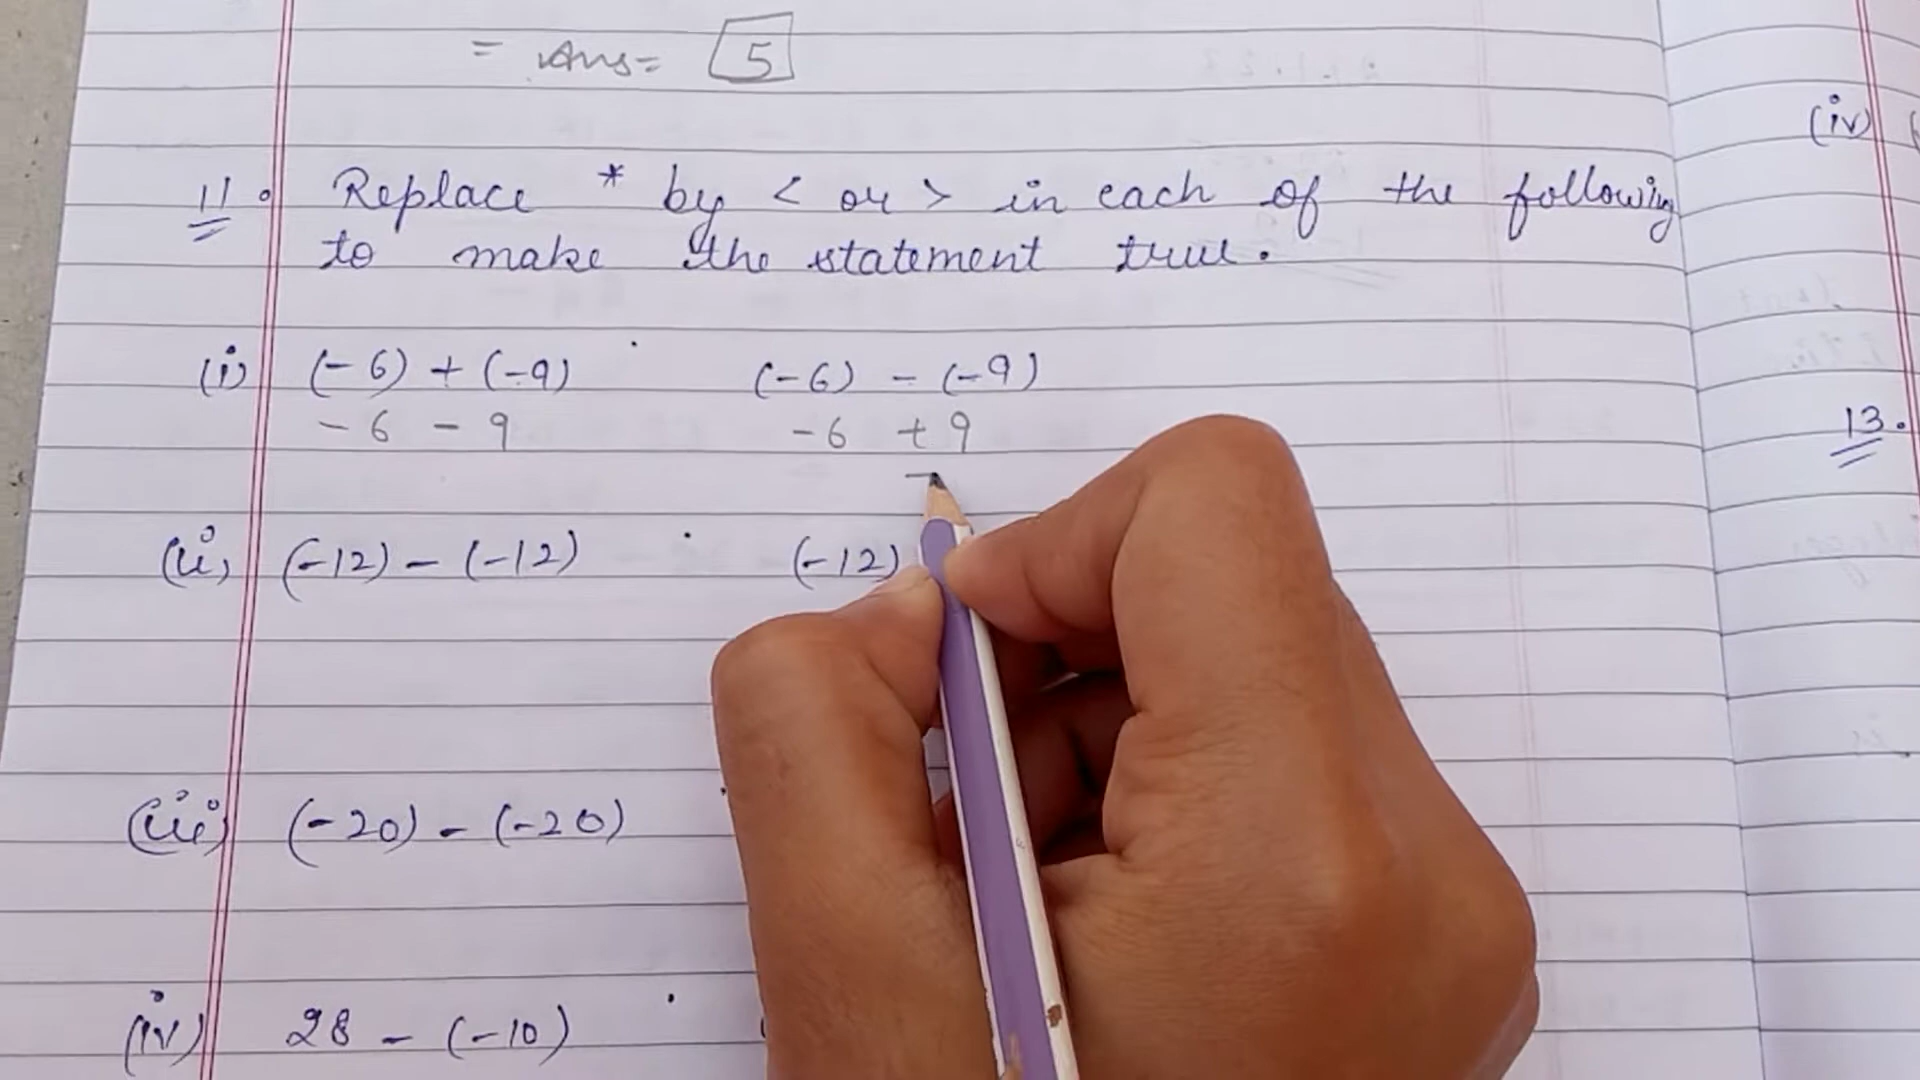 = Ans = 5
11. Replace * by < or > in each of the following
to make the statement true.
(i) (-6) + (-9) (-6) - (-9)
-6 - 9 -6 + 9
(ii) (-12) - (-12) (-12)
(iii) (-20) - (-20)
(iv) 28 - (-10)
(iv)
13.